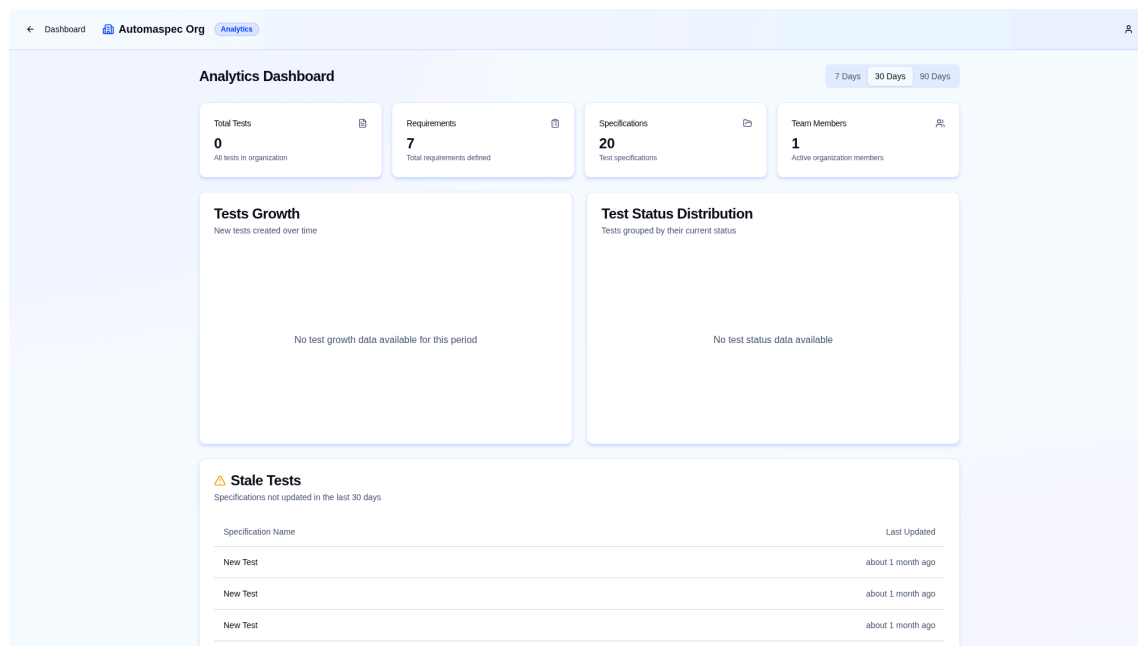 Dashboard
Automaspec Org
Analytics
Analytics Dashboard
7 Days
30 Days
90 Days
Total Tests
0
All tests in organization
Requirements
7
Total requirements defined
Specifications
20
Test specifications
Team Members
1
Active organization members
Tests Growth
New tests created over time
No test growth data available for this period
Test Status Distribution
Tests grouped by their current status
No test status data available
Stale Tests
Specifications not updated in the last 30 days
Specification Name Last Updated
New Test about 1 month ago
New Test about 1 month ago
New Test about 1 month ago